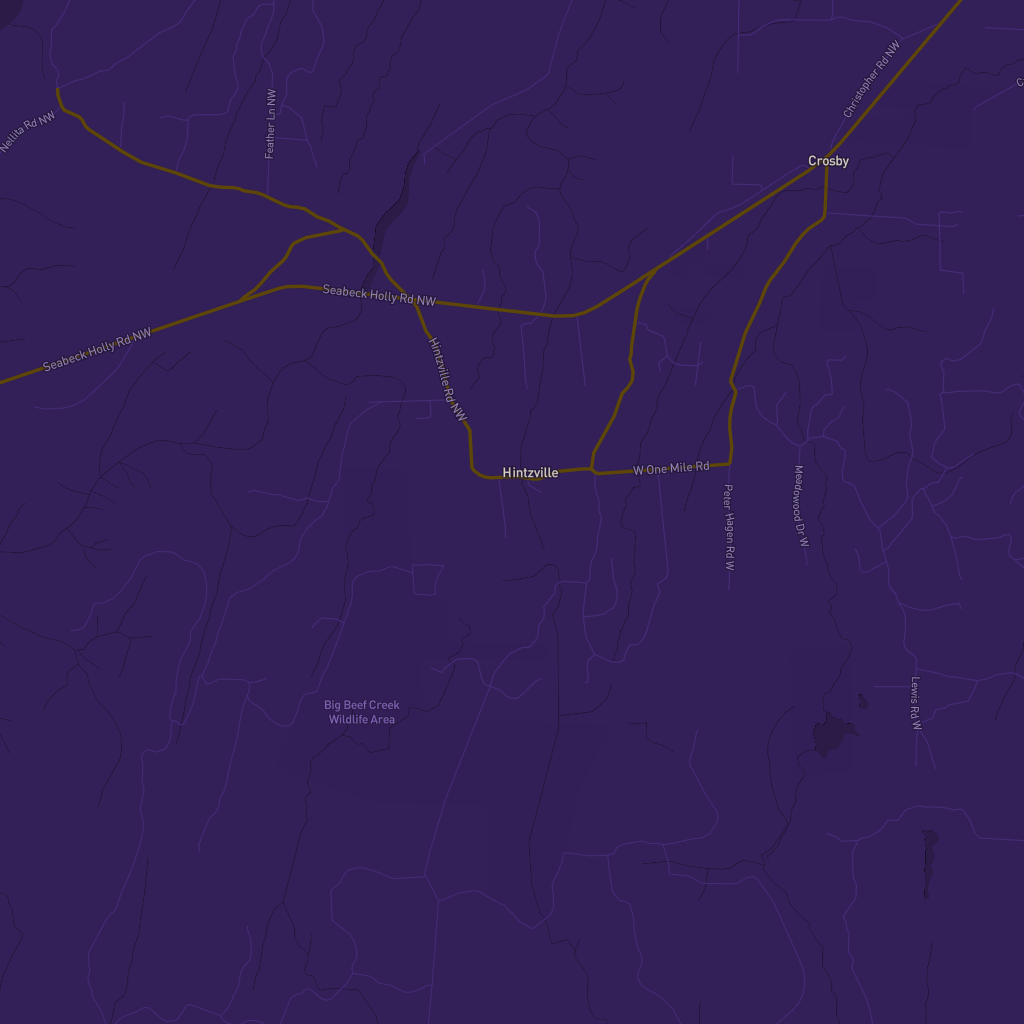 Christopher Rd NW
Feather Ln NW
Nellita Rd NW
Crosby
Seabeck Holly Rd NW
Seabeck Holly Rd NW
Hintzville Rd NW
Hintzville
W One Mile Rd
Peter Hagen Rd W
Meadowood Dr W
Big Beef Creek
Wildlife Area
Lewis Rd W